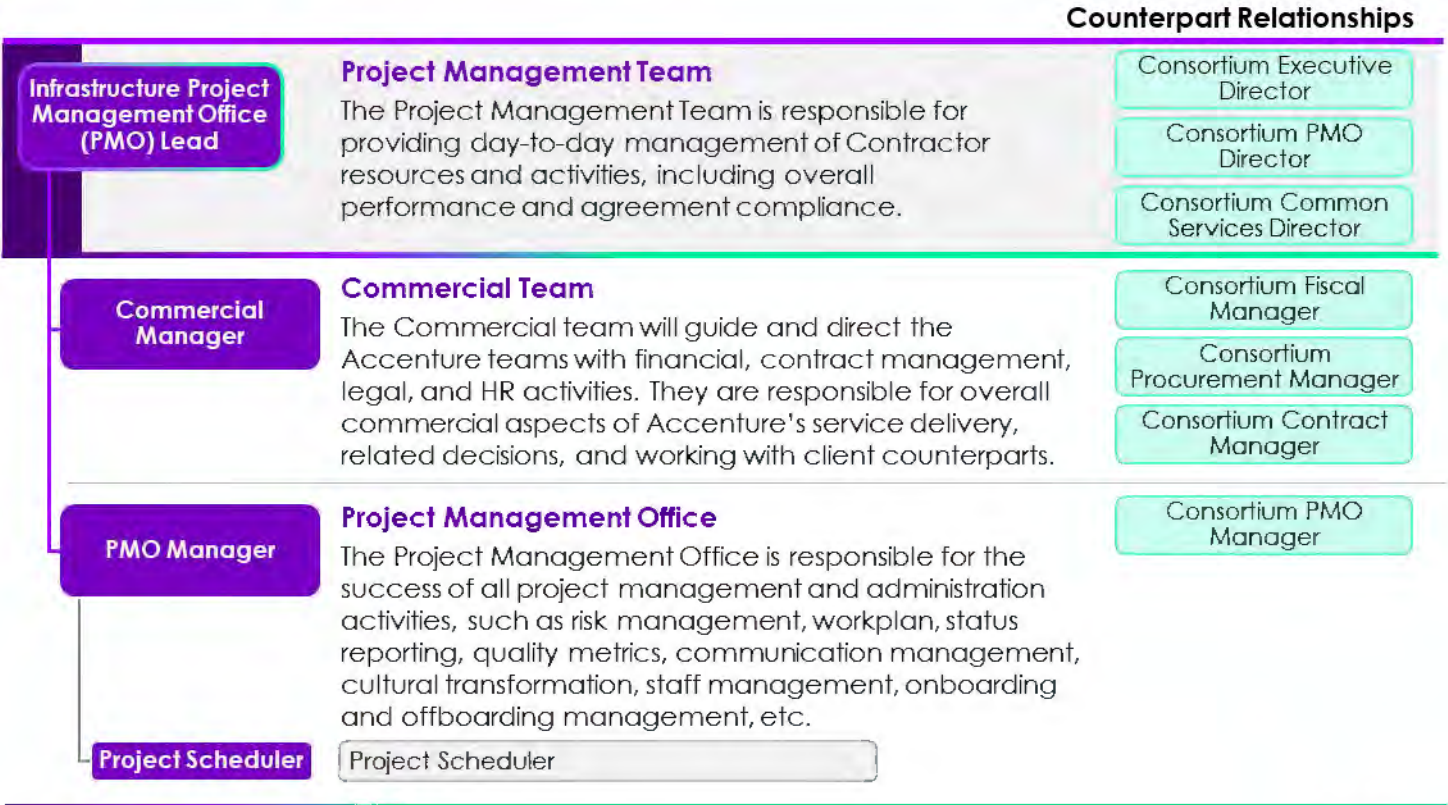 Counterpart Relationships
Infrastructure Project
Management Office
(PMO) Lead
Project Management Team
The Project Management Team is responsible for
providing day-to-day management of Contractor
resources and activities, including overall
performance and agreement compliance.
Consortium Executive
Director
Consortium PMO
Director
Consortium Common
Services Director
Commercial
Manager
Commercial Team
The Commercial team will guide and direct the
Accenture teams with financial, contract management,
legal, and HR activities. They are responsible for overall
commercial aspects of Accenture's service delivery,
related decisions, and working with client counterparts.
Consortium Fiscal
Manager
Consortium
Procurement Manager
Consortium Contract
Manager
PMO Manager
Project Management Office
The Project Management Office is responsible for the
success of all project management and administration
activities, such as risk management, workplan, status
reporting, quality metrics, communication management,
cultural transformation, staff management, onboarding
and offboarding management, etc.
Consortium PMO
Manager
Project Scheduler
Project Scheduler